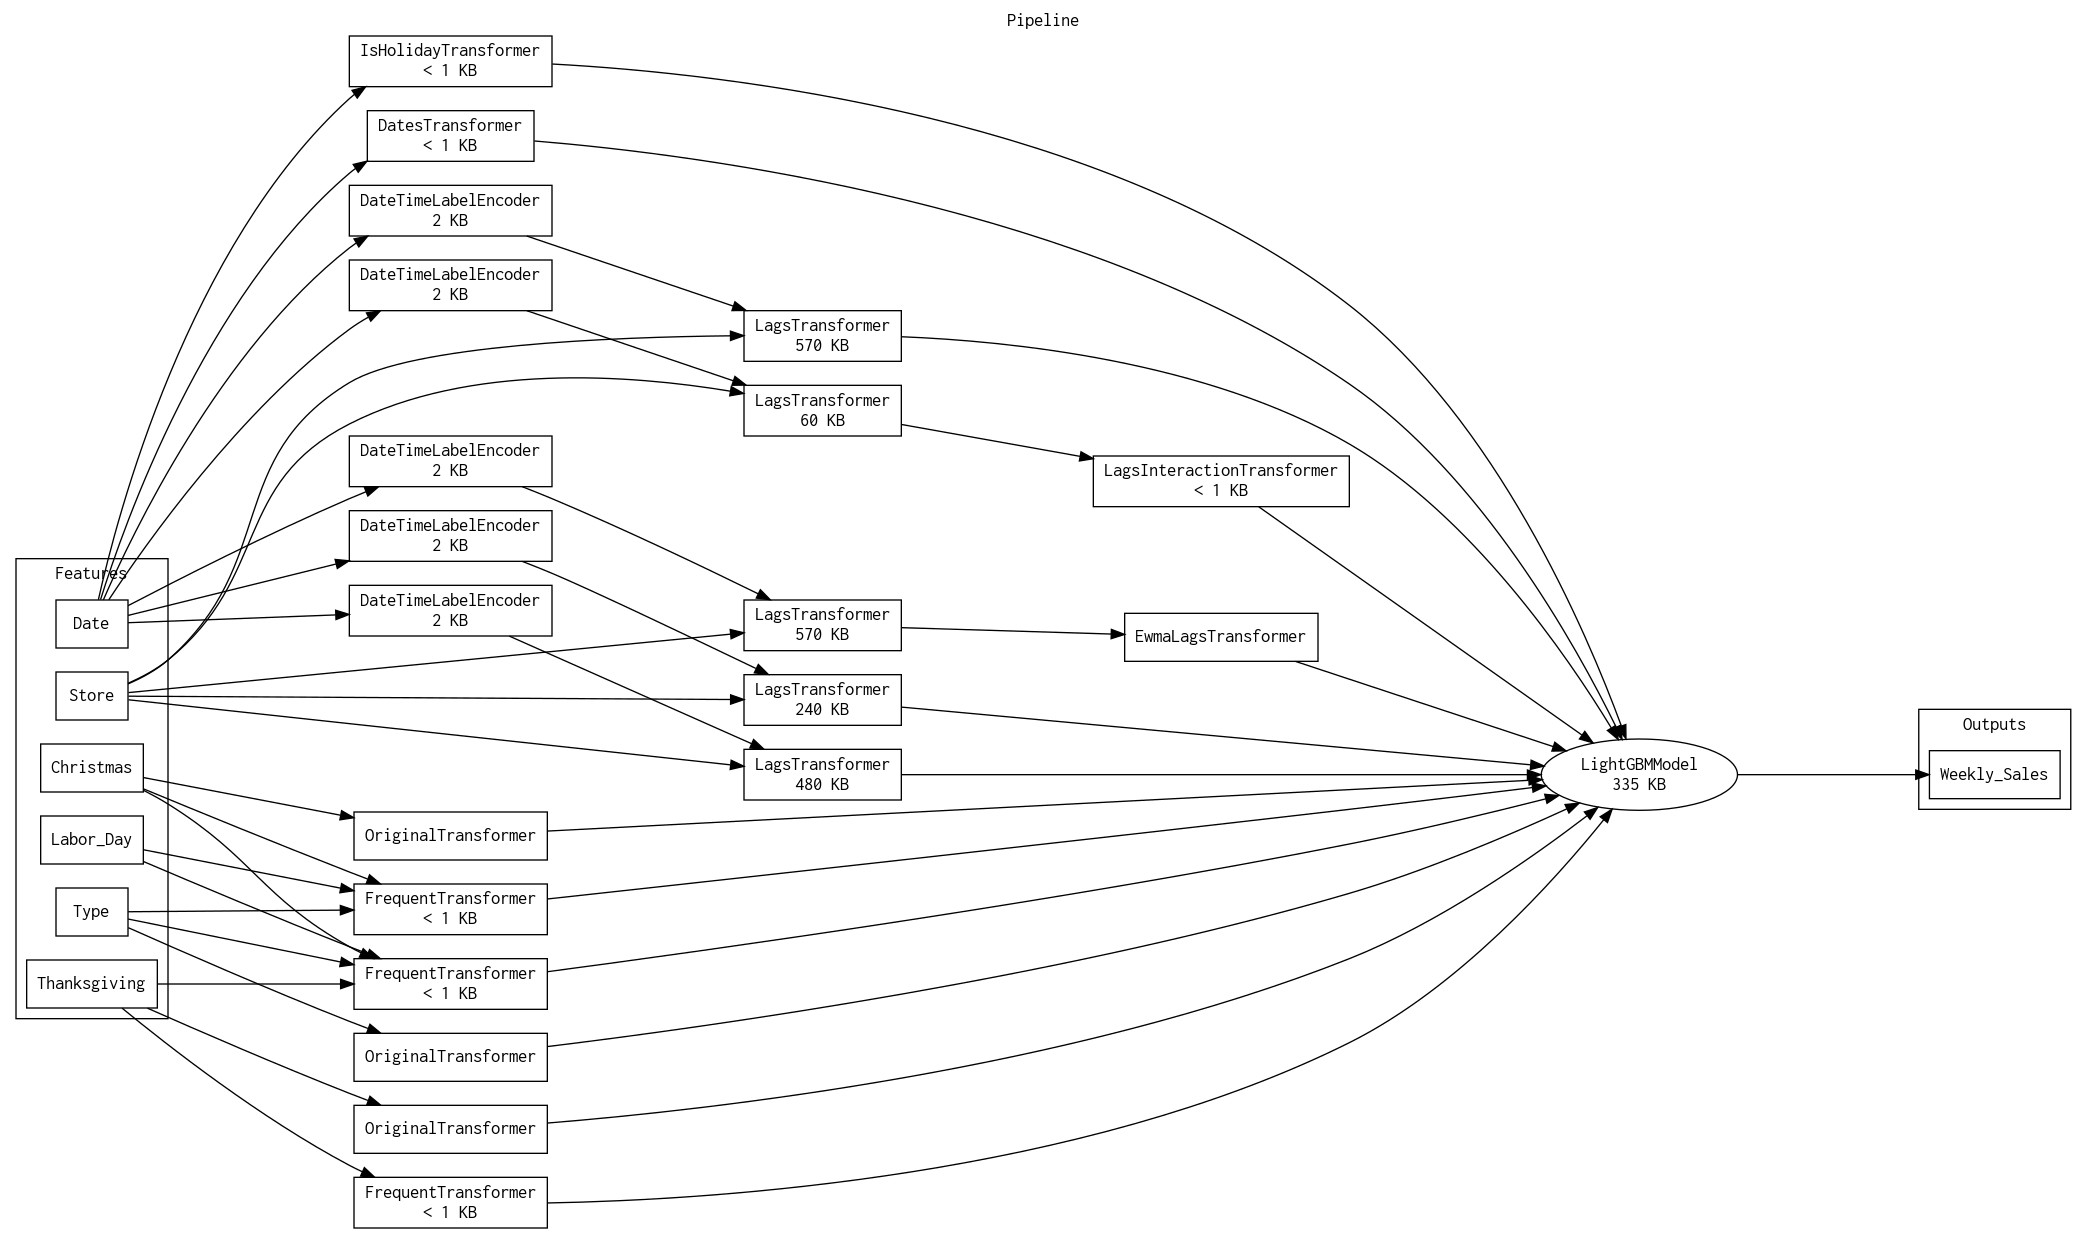 Pipeline
IsHolidayTransformer
< 1 KB
DatesTransformer
< 1 KB
DateTimeLabelEncoder
2 KB
DateTimeLabelEncoder
2 KB
LagsTransformer
570 KB
LagsTransformer
60 KB
DateTimeLabelEncoder
2 KB
LagsInteractionTransformer
< 1 KB
DateTimeLabelEncoder
2 KB
Features
DateTimeLabelEncoder
2 KB
Date
LagsTransformer
570 KB
EwmaLagsTransformer
Store
LagsTransformer
240 KB
Outputs
Christmas
LagsTransformer
480 KB
LightGBMModel
335 KB
Weekly_Sales
Labor_Day
OriginalTransformer
Type
FrequentTransformer
< 1 KB
Thanksgiving
FrequentTransformer
< 1 KB
OriginalTransformer
OriginalTransformer
FrequentTransformer
< 1 KB